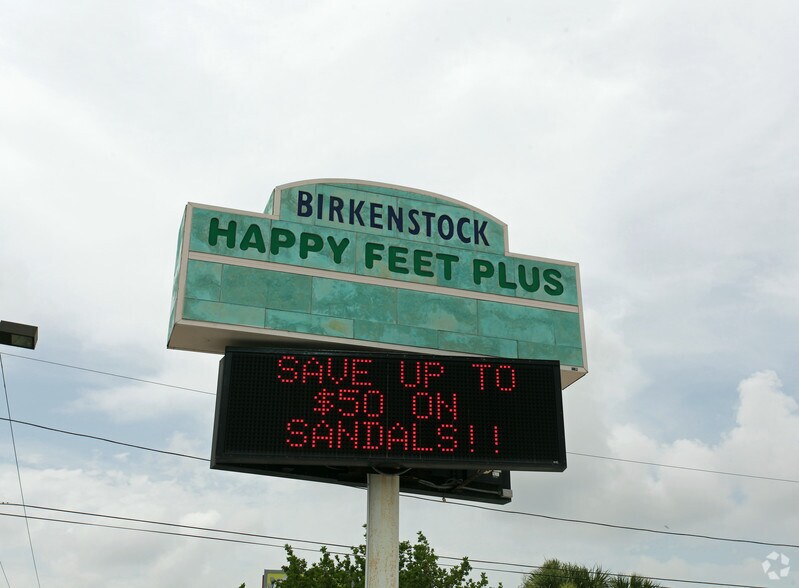 BIRKENSTOCK
HAPPY FEET PLUS
SAVE UP TO
$50 ON
SANDALS!!